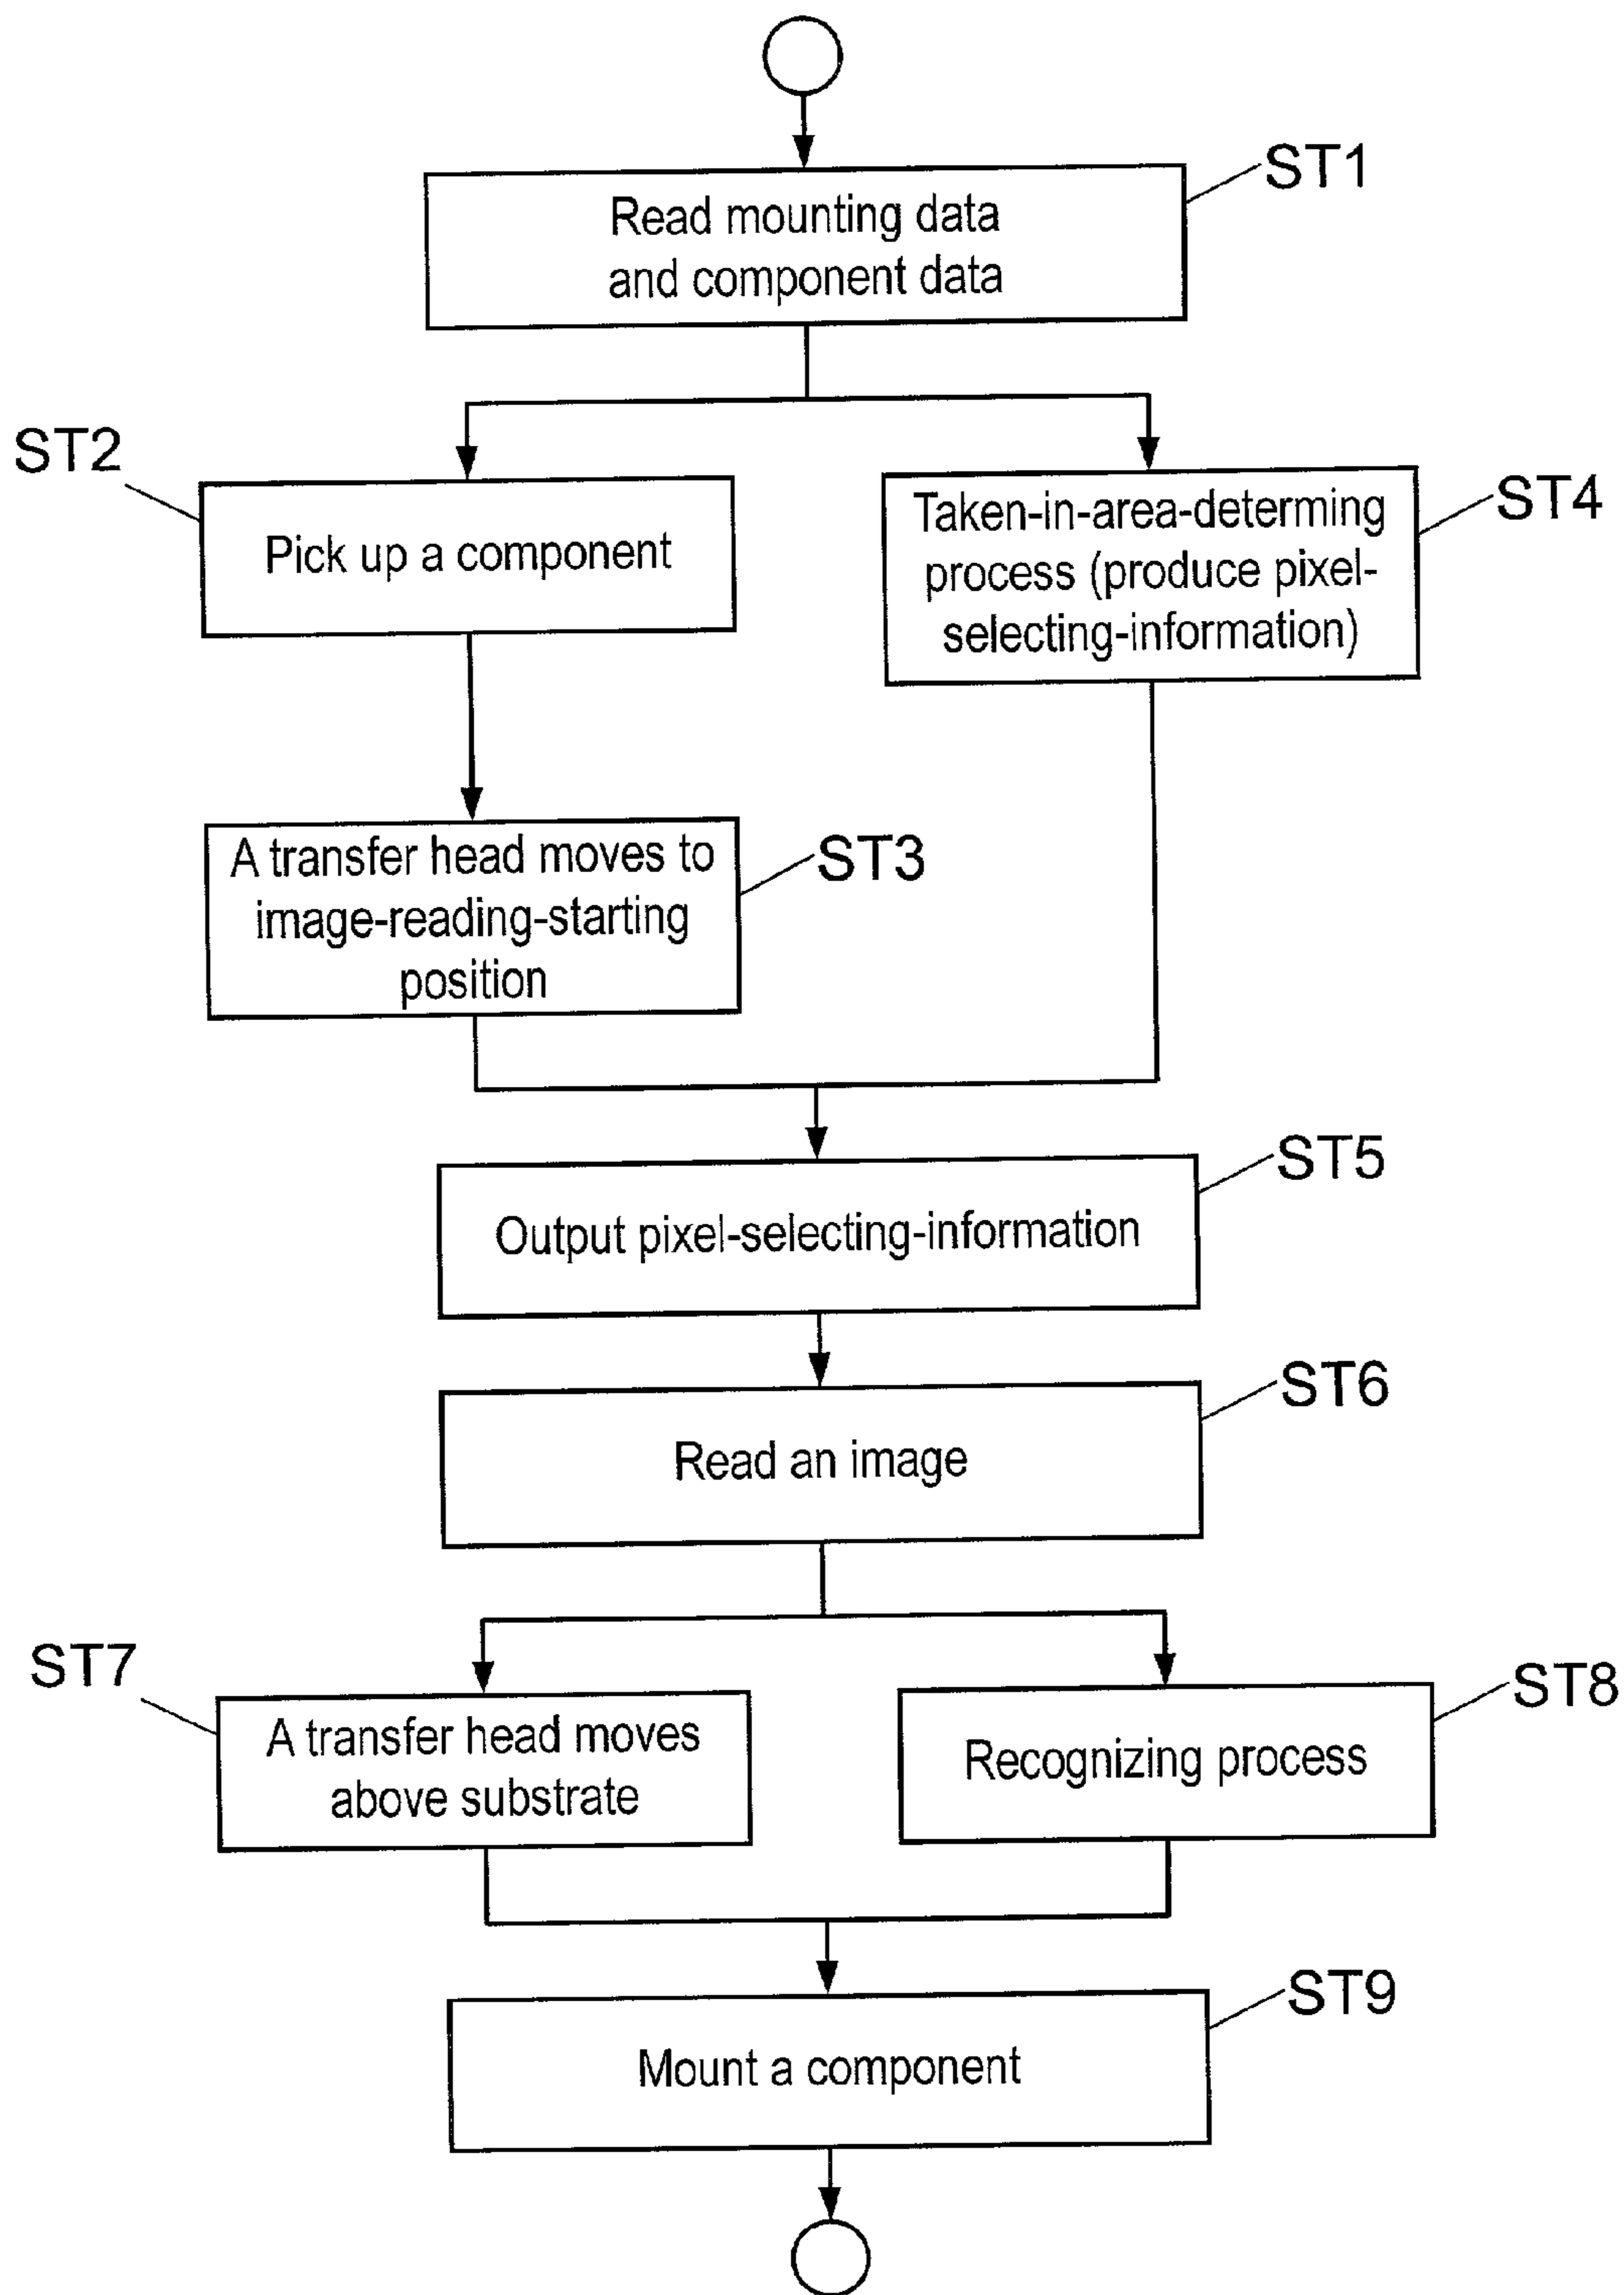 ST1
Read mounting data
and component data
ST2
Pick up a component
ST4
Taken-in-area-determing
process (produce pixel-
selecting-information)
ST3
A transfer head moves to
image-reading-starting
position
ST5
Output pixel-selecting-information
ST6
Read an image
ST7
A transfer head moves
above substrate
ST8
Recognizing process
ST9
Mount a component